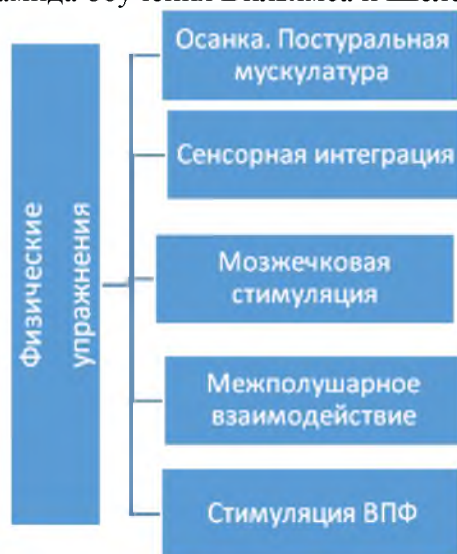 Физические
упражнения
Осанка. Постуральная
мускулатура
Сенсорная интеграция
Мозжечковая
стимуляция
Межполушарное
взаимодействие
Стимуляция ВПФ